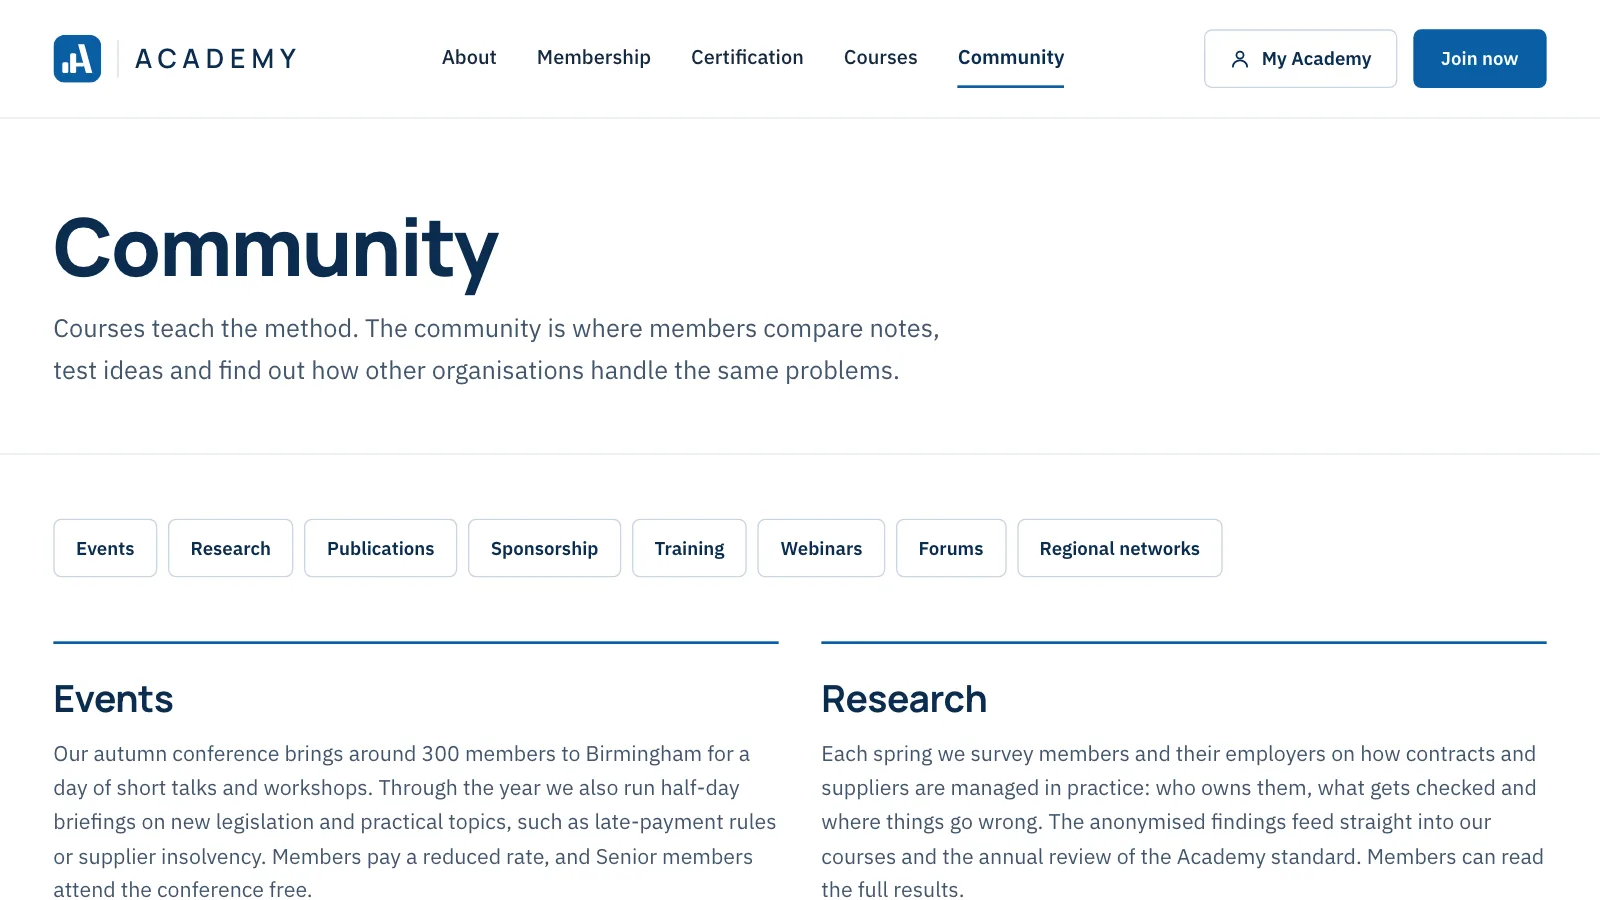 ACADEMY
About
Membership
Certification
Courses
Community
My Academy
Join now
Community
Courses teach the method. The community is where members compare notes,
test ideas and find out how other organisations handle the same problems.
Events
Research
Publications
Sponsorship
Training
Webinars
Forums
Regional networks
Events
Our autumn conference brings around 300 members to Birmingham for a
day of short talks and workshops. Through the year we also run half-day
briefings on new legislation and practical topics, such as late-payment rules
or supplier insolvency. Members pay a reduced rate, and Senior members
attend the conference free.
Research
Each spring we survey members and their employers on how contracts and
suppliers are managed in practice: who owns them, what gets checked and
where things go wrong. The anonymised findings feed straight into our
courses and the annual review of the Academy standard. Members can read
the full results.